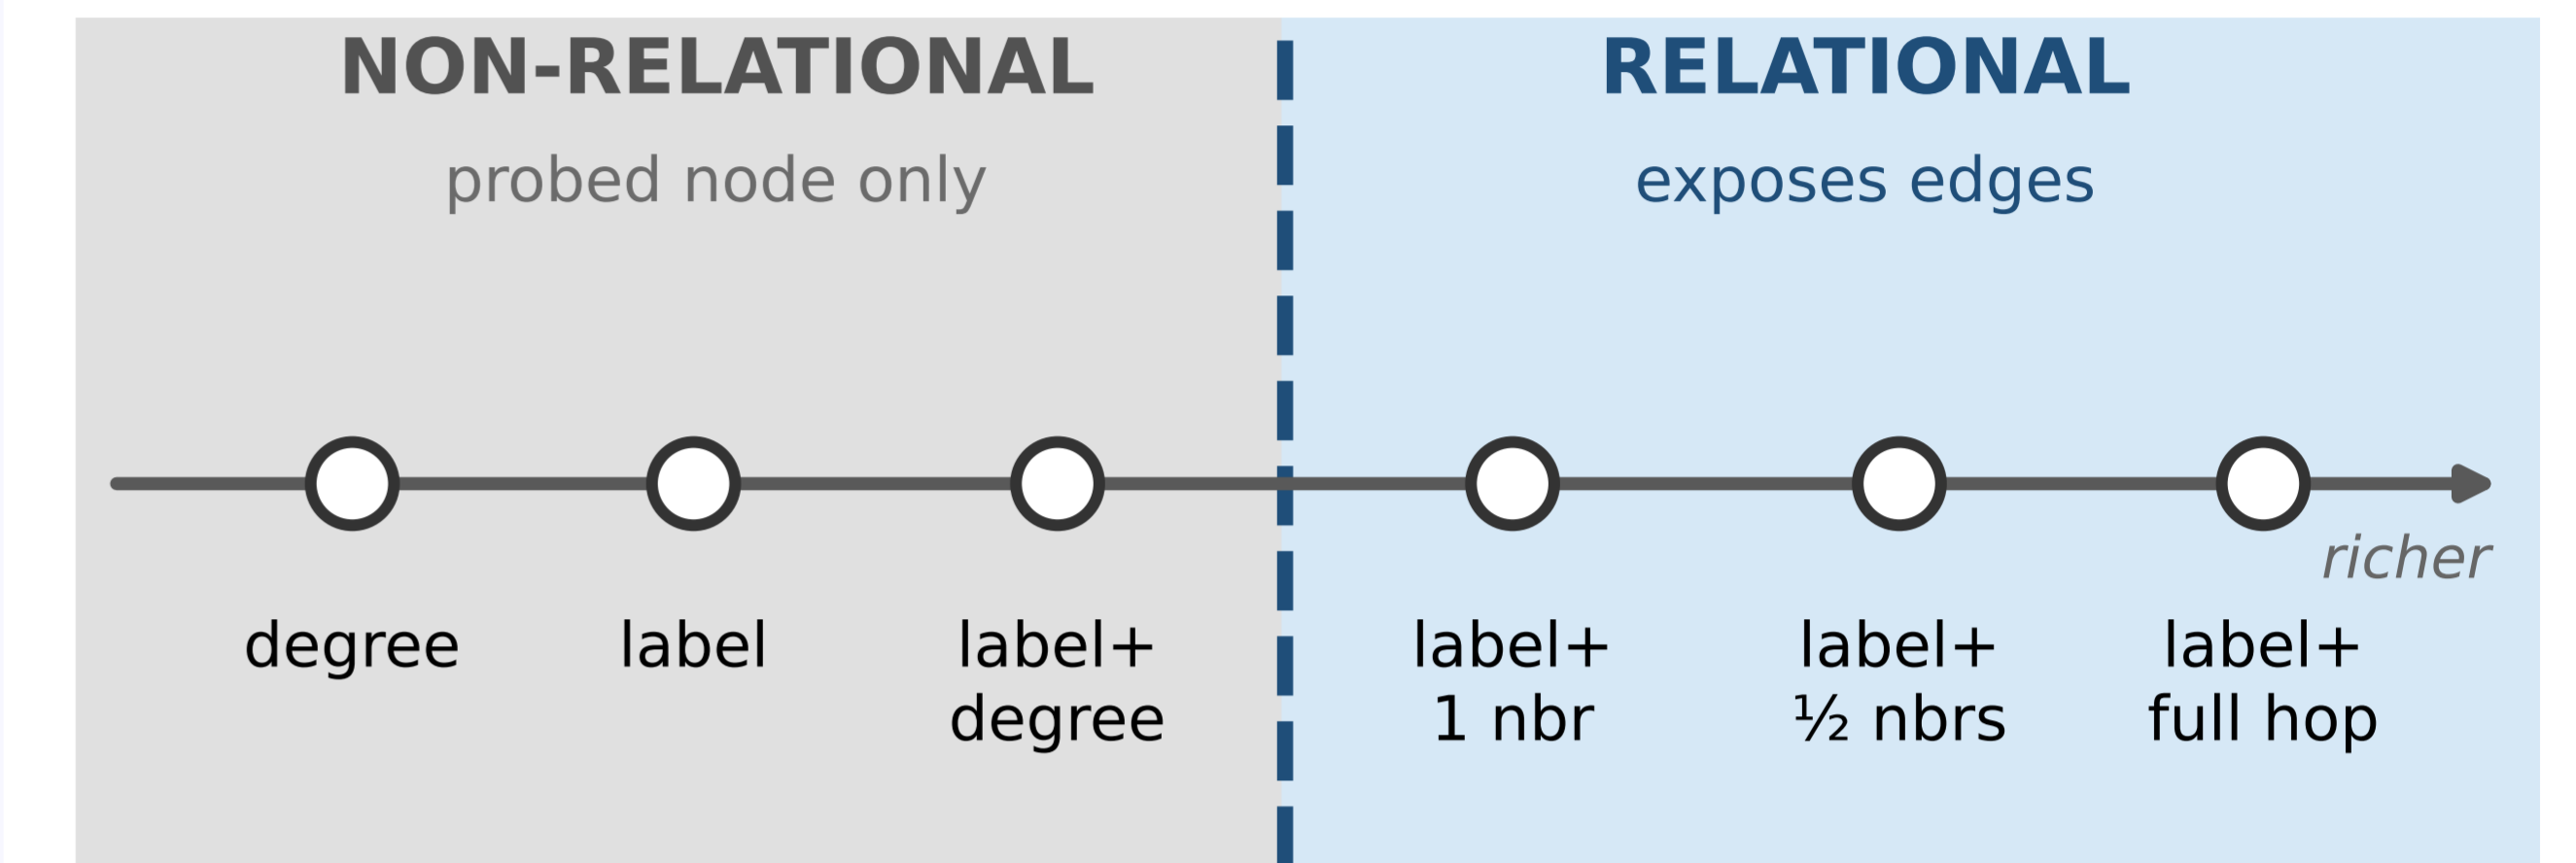 NON-RELATIONAL
probed node only
RELATIONAL
exposes edges
richer
degree
label
label+
degree
label+
1 nbr
label+
½ nbrs
label+
full hop